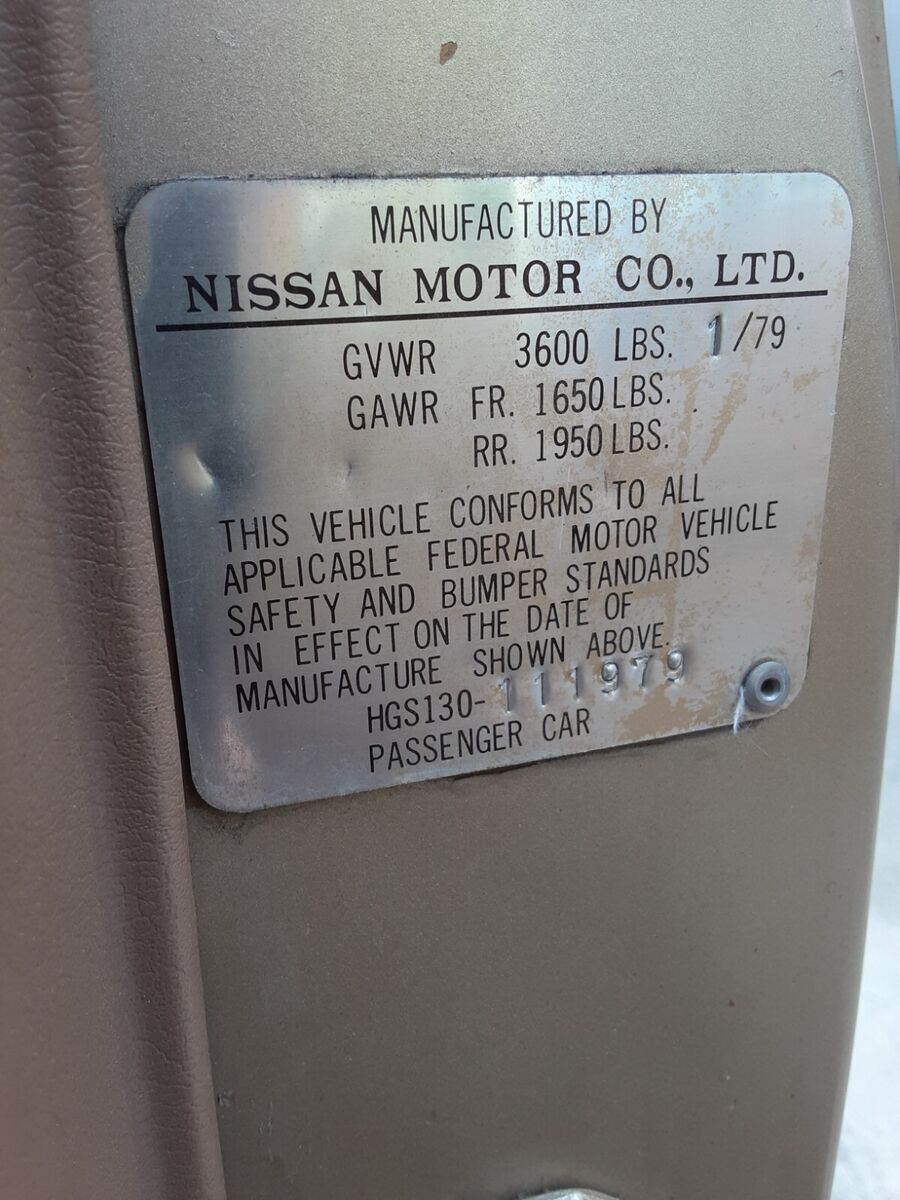 MANUFACTURED BY
NISSAN MOTOR CO., LTD.
GVWR 3600 LBS. 1/79
GAWR FR. 1650 LBS.
RR. 1950 LBS.
THIS VEHICLE CONFORMS TO ALL
APPLICABLE FEDERAL MOTOR VEHICLE
SAFETY AND BUMPER STANDARDS
IN EFFECT ON THE DATE OF
MANUFACTURE SHOWN ABOVE.
HGS130-111979
PASSENGER CAR